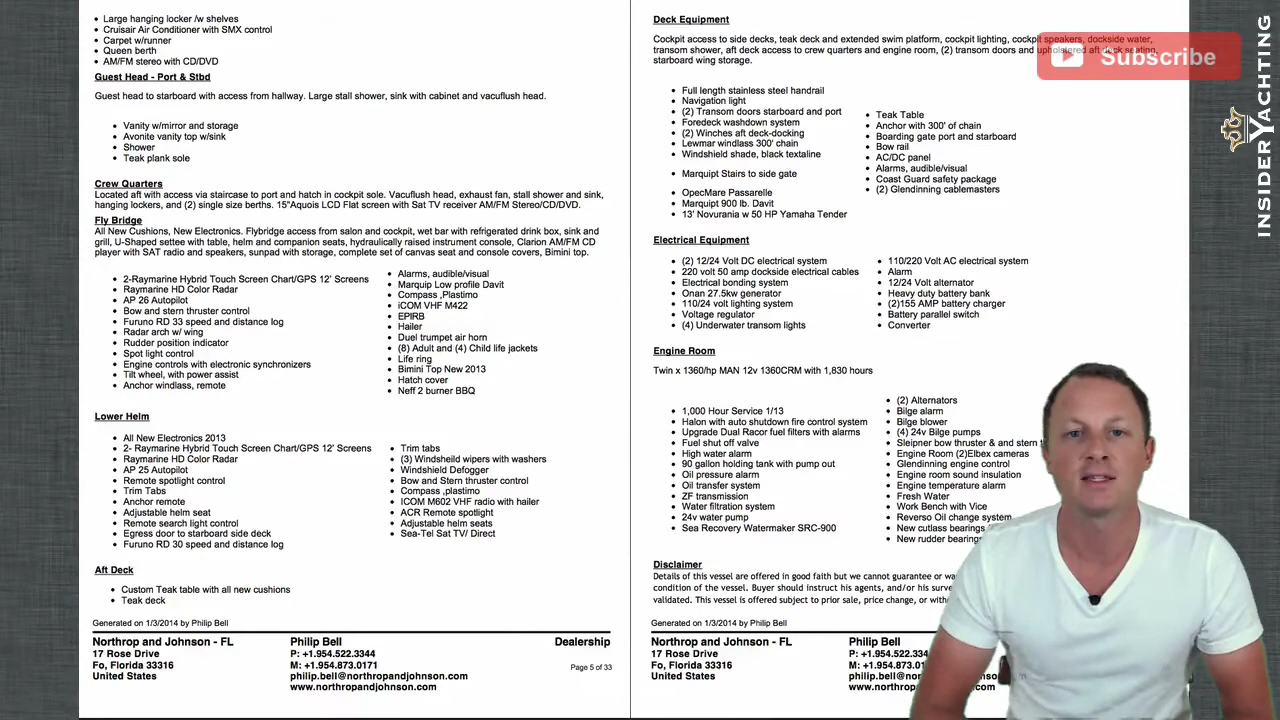 Large hanging locker /w shelves
Cruisair Air Conditioner with SMX control
Carpet w/runner
Queen berth
AM/FM stereo with CD/DVD
Guest Head - Port & Stbd
Guest head to starboard with access from hallway. Large stall shower, sink with cabinet and vacuflush head.
Vanity w/mirror and storage
Avonite vanity top w/sink
Shower
Teak plank sole
Crew Quarters
Located aft with access via staircase to port and hatch in cockpit sole. Vacuflush head, exhaust fan, stall shower and sink,
hanging lockers, and (2) single size berths. 15"Aquois LCD Flat screen with Sat TV receiver AM/FM Stereo/CD/DVD.
Fly Bridge
All New Cushions, New Electronics. Flybridge access from salon and cockpit, wet bar with refrigerated drink box, sink and
grill, U-Shaped settee with table, helm and companion seats, hydraulically raised instrument console, Clarion AM/FM CD
player with SAT radio and speakers, sunpad with storage, complete set of canvas seat and console covers, Bimini top.
2-Raymarine Hybrid Touch Screen Chart/GPS 12' Screens
Raymarine HD Color Radar
AP 26 Autopilot
Bow and stern thruster control
Furuno RD 33 speed and distance log
Radar arch w/ wing
Rudder position indicator
Spot light control
Engine controls with electronic synchronizers
Tilt wheel, with power assist
Anchor windlass, remote
Alarms, audible/visual
Marquip Low profile Davit
Compass ,Plastimo
iCOM VHF M422
EPIRB
Hailer
Duel trumpet air horn
(8) Adult and (4) Child life jackets
Life ring
Bimini Top New 2013
Hatch cover
Neff 2 burner BBQ
Lower Helm
All New Electronics 2013
2- Raymarine Hybrid Touch Screen Chart/GPS 12' Screens
Raymarine HD Color Radar
AP 25 Autopilot
Remote spotlight control
Trim Tabs
Anchor remote
Adjustable helm seat
Remote search light control
Egress door to starboard side deck
Furuno RD 30 speed and distance log
Trim tabs
(3) Windsheild wipers with washers
Windshield Defogger
Bow and Stern thruster control
Compass ,plastimo
ICOM M602 VHF radio with hailer
ACR Remote spotlight
Adjustable helm seats
Sea-Tel Sat TV/ Direct
Aft Deck
Custom Teak table with all new cushions
Teak deck
Generated on 1/3/2014 by Philip Bell
Northrop and Johnson - FL
17 Rose Drive
Fo, Florida 33316
United States
Philip Bell
P: +1.954.522.3344
M: +1.954.873.0171
philip.bell@northropandjohnson.com
www.northropandjohnson.com
Dealership
Page 5 of 33
Deck Equipment
Cockpit access to side decks, teak deck and extended swim platform, cockpit lighting, cockpit speakers, dockside water,
transom shower, aft deck access to crew quarters and engine room, (2) transom doors and upholstered aft deck seating,
starboard wing storage.
Full length stainless steel handrail
Navigation light
(2) Transom doors starboard and port
Foredeck washdown system
(2) Winches aft deck-docking
Lewmar windlass 300' chain
Windshield shade, black textaline
Marquipt Stairs to side gate
OpecMare Passarelle
Marquipt 900 lb. Davit
13' Novurania w 50 HP Yamaha Tender
Teak Table
Anchor with 300' of chain
Boarding gate port and starboard
Bow rail
AC/DC panel
Alarms, audible/visual
Coast Guard safety package
(2) Glendinning cablemasters
Electrical Equipment
(2) 12/24 Volt DC electrical system
220 volt 50 amp dockside electrical cables
Electrical bonding system
Onan 27.5kw generator
110/24 volt lighting system
Voltage regulator
(4) Underwater transom lights
110/220 Volt AC electrical system
Alarm
12/24 Volt alternator
Heavy duty battery bank
(2)155 AMP battery charger
Battery parallel switch
Converter
Engine Room
Twin x 1360/hp MAN 12v 1360CRM with 1,830 hours
1,000 Hour Service 1/13
Halon with auto shutdown fire control system
Upgrade Dual Racor fuel filters with alarms
Fuel shut off valve
High water alarm
90 gallon holding tank with pump out
Oil pressure alarm
Oil transfer system
ZF transmission
Water filtration system
24v water pump
Sea Recovery Watermaker SRC-900
(2) Alternators
Bilge alarm
Bilge blower
(4) 24v Bilge pumps
Sleipner bow thruster & and stern
Engine Room (2)Elbex cameras
Glendinning engine control
Engine room sound insulation
Engine temperature alarm
Fresh Water
Work Bench with Vice
Reverso Oil change system
New cutlass bearings
New rudder bearings
Disclaimer
Details of this vessel are offered in good faith but we cannot guarantee or
condition of the vessel. Buyer should instruct his agents, and/or his
validated. This vessel is offered subject to prior sale, price change, or
Generated on 1/3/2014 by Philip Bell
Northrop and Johnson - FL
17 Rose Drive
Fo, Florida 33316
United States
Philip Bell
P: +1.954.522.334
M: +1.954.873.01
philip.bell@
www.northrop
com
Subscribe
INSIDER YACHTING